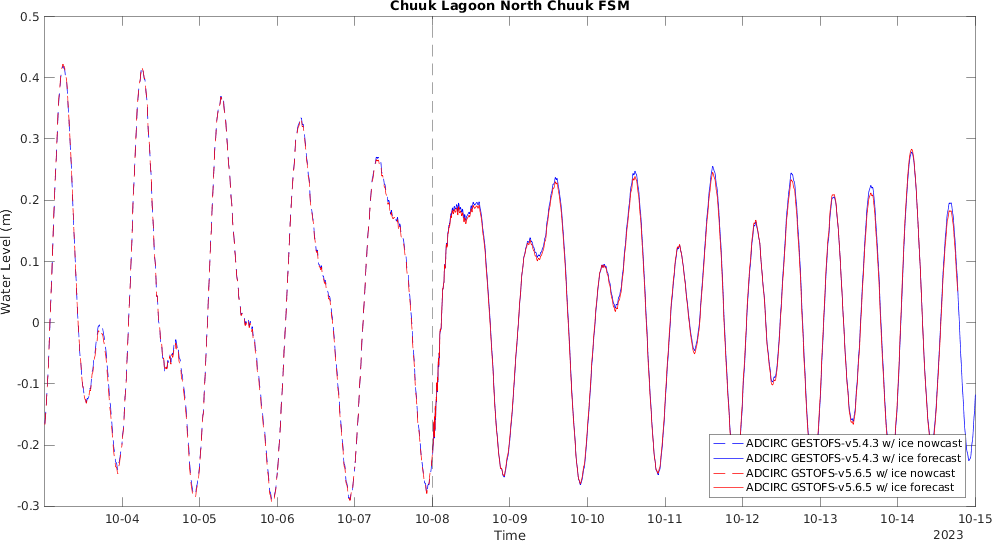 Chuuk Lagoon North Chuuk FSM
0.5
0.4
0.3
0.2
0.1
0
-0.1
-0.2
-0.3
Water Level (m)
10-04 10-05 10-06 10-07 10-08 10-09 10-10 10-11 10-12 10-13 10-14 10-15
Time
2023
ADCIRC GESTOFS-v5.4.3 w/ ice nowcast
ADCIRC GESTOFS-v5.4.3 w/ ice forecast
ADCIRC GSTOFS-v5.6.5 w/ ice nowcast
ADCIRC GSTOFS-v5.6.5 w/ ice forecast